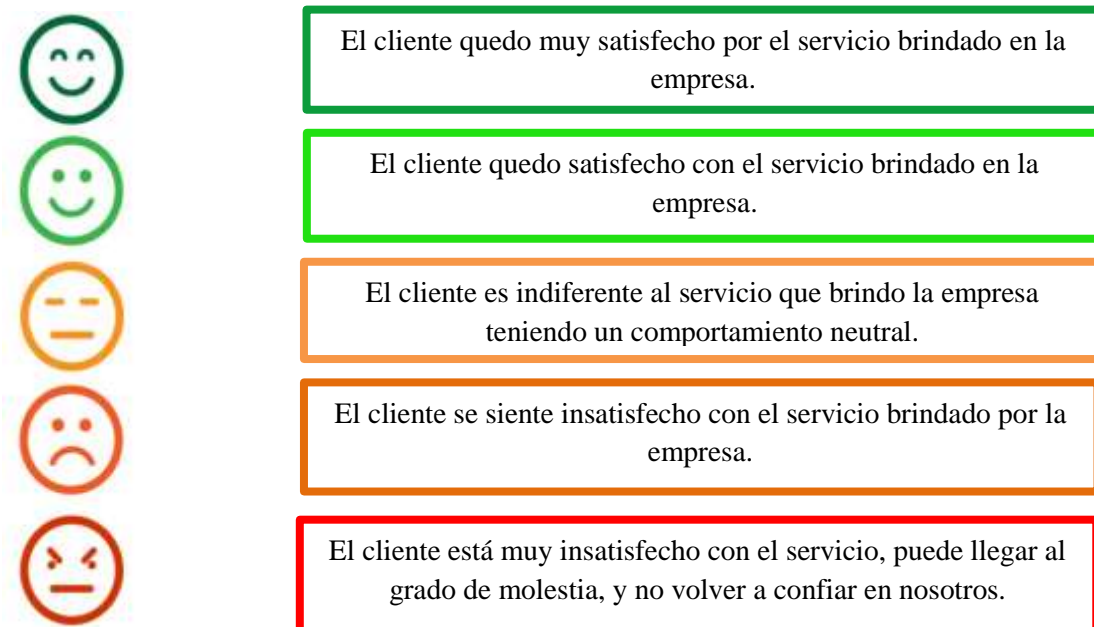 El cliente quedo muy satisfecho por el servicio brindado en la
empresa.
El cliente quedo satisfecho con el servicio brindado en la
empresa.
El cliente es indiferente al servicio que brindo la empresa
teniendo un comportamiento neutral.
El cliente se siente insatisfecho con el servicio brindado por la
empresa.
El cliente está muy insatisfecho con el servicio, puede llegar al
grado de molestia, y no volver a confiar en nosotros.